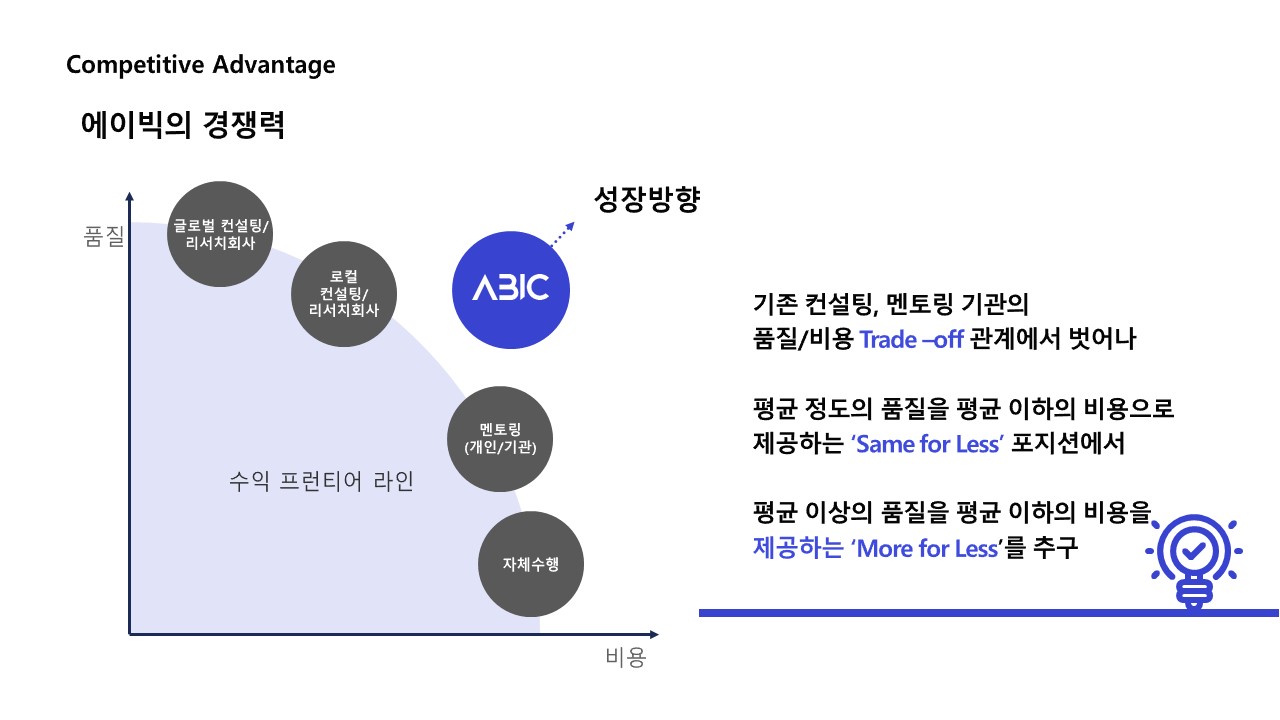 Competitive Advantage
에이빅의 경쟁력
성장방향
품질
글로벌 컨설팅/
리서치회사
로컬
컨설팅/
리서치회사
ABIC
멘토링
(개인/기관)
수익 프런티어 라인
자체수행
비용
기존 컨설팅, 멘토링 기관의
품질/비용 Trade –off 관계에서 벗어나
평균 정도의 품질을 평균 이하의 비용으로
제공하는 ‘Same for Less’ 포지션에서
평균 이상의 품질을 평균 이하의 비용을
제공하는 ‘More for Less’를 추구